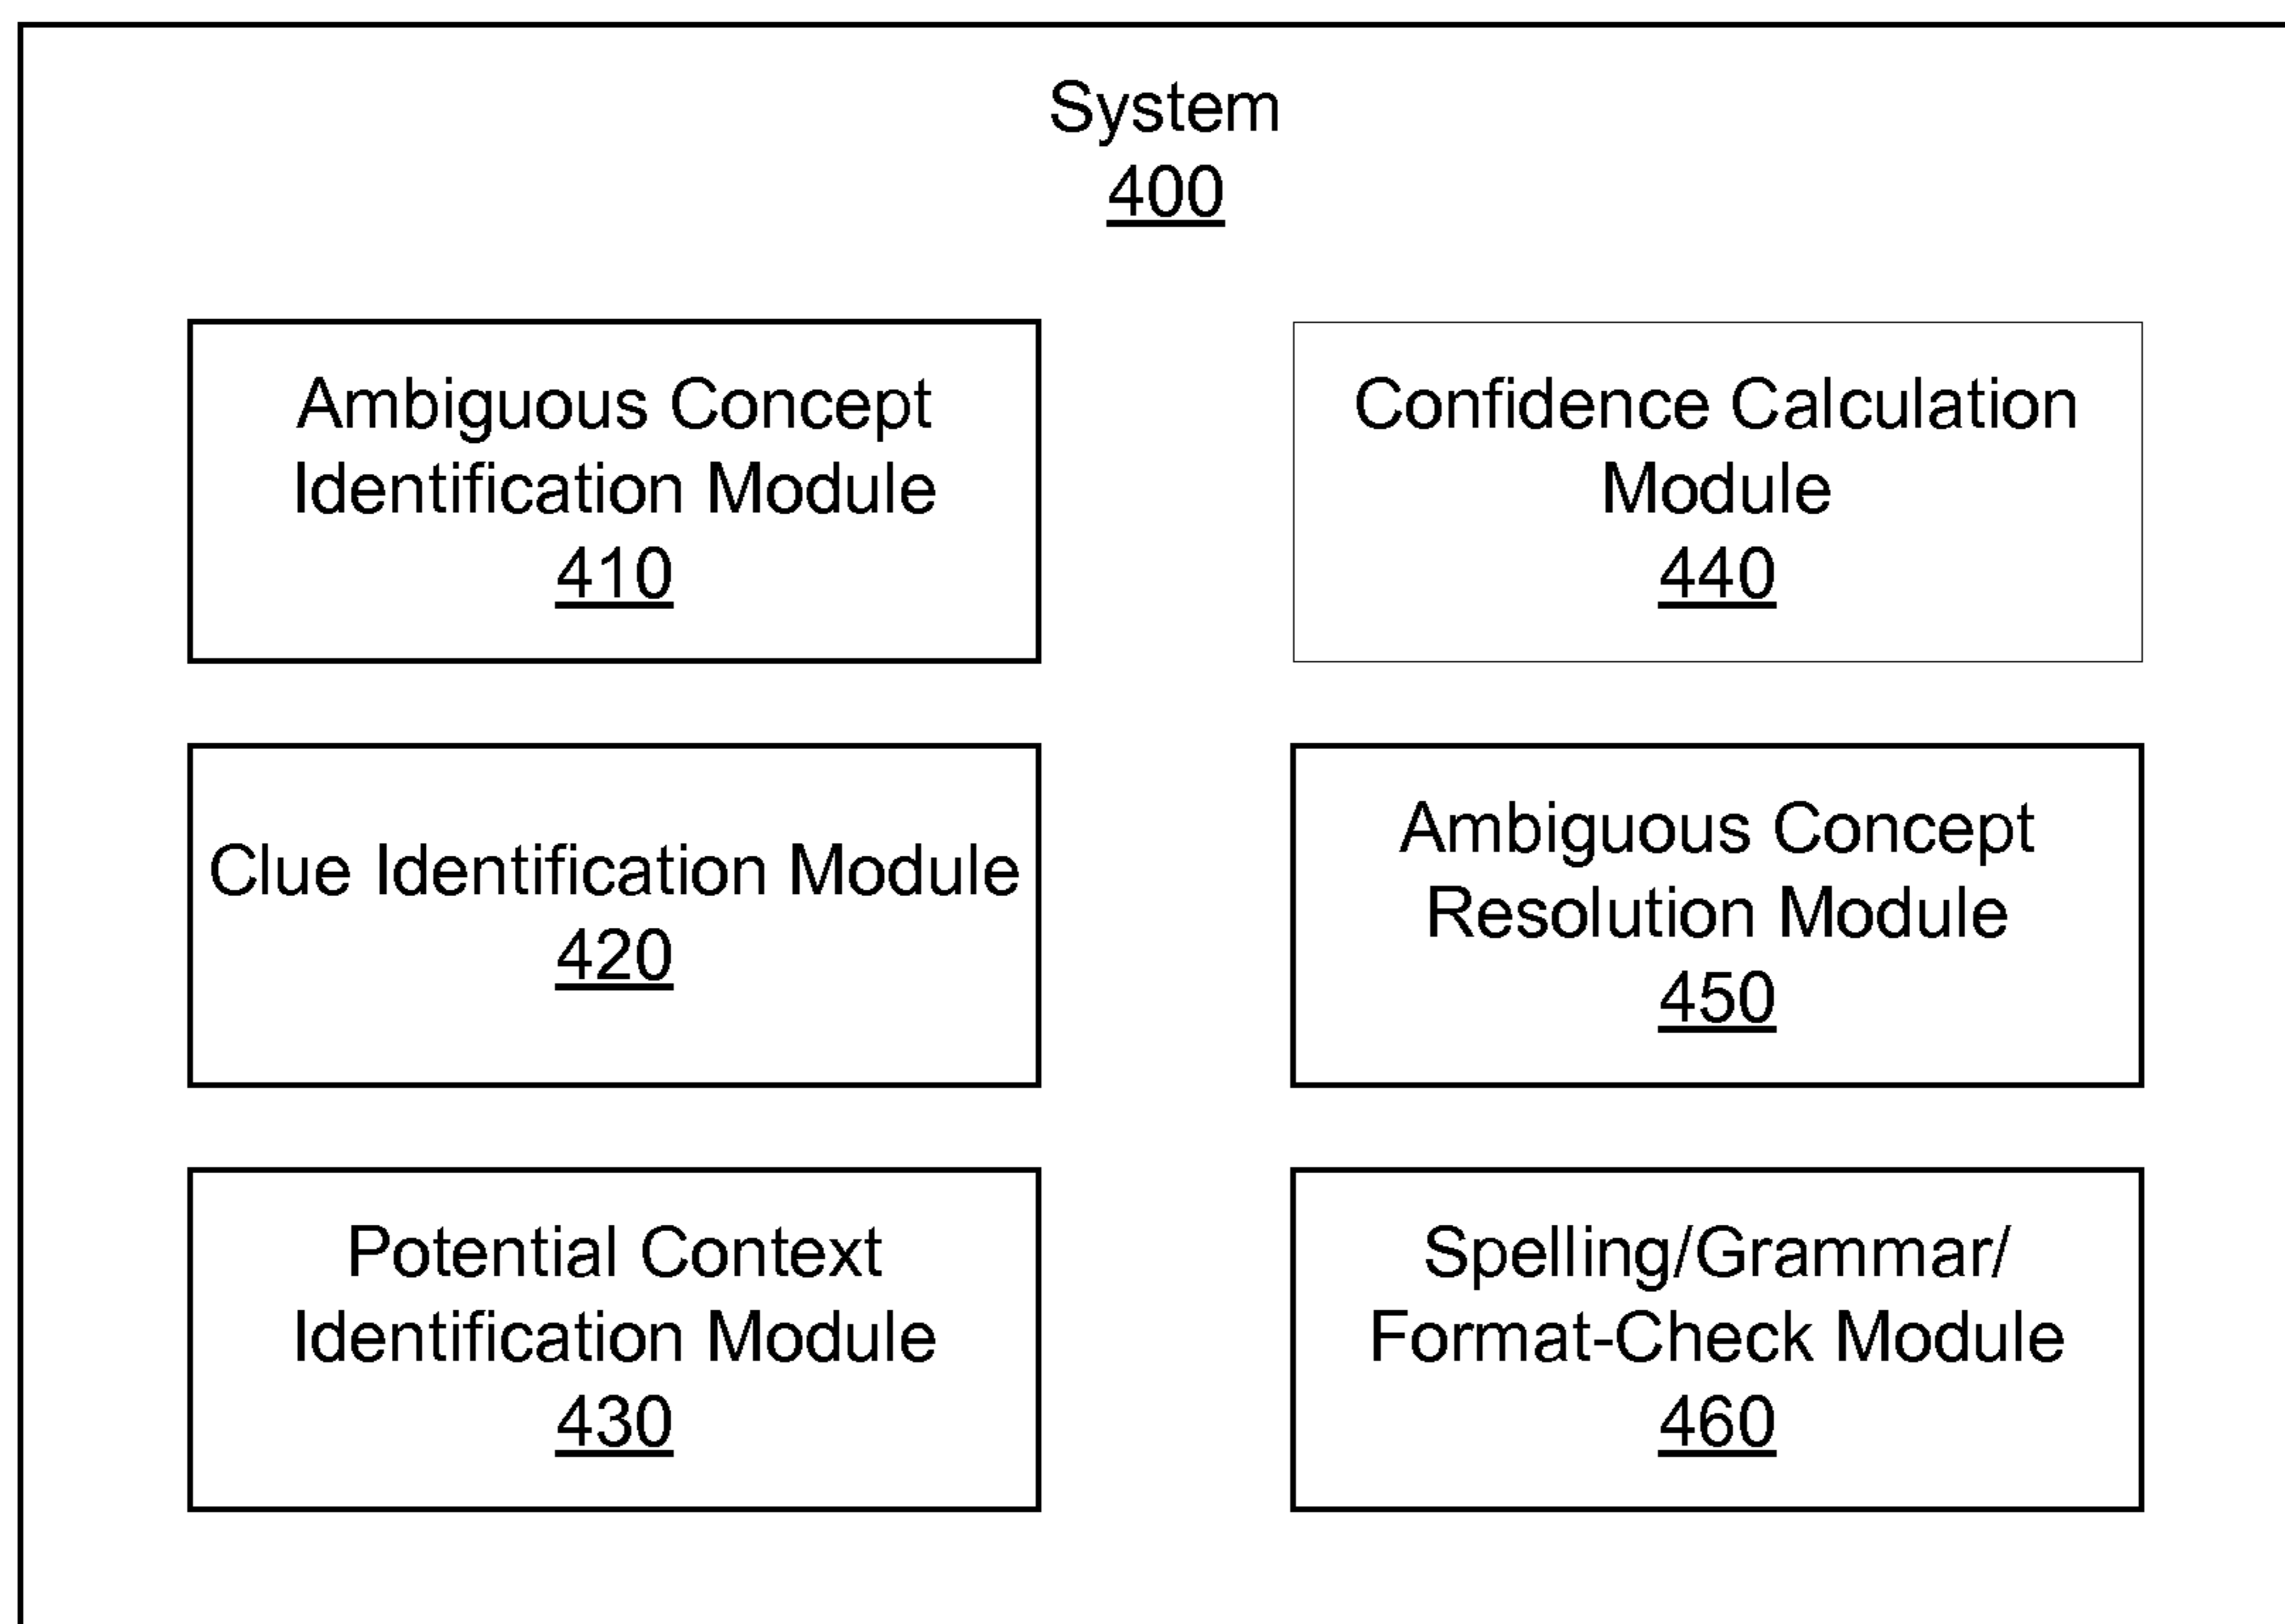 System
400
Ambiguous Concept
Identification Module
410
Clue Identification Module
420
Potential Context
Identification Module
430
Confidence Calculation
Module
440
Ambiguous Concept
Resolution Module
450
Spelling/Grammar/
Format-Check Module
460